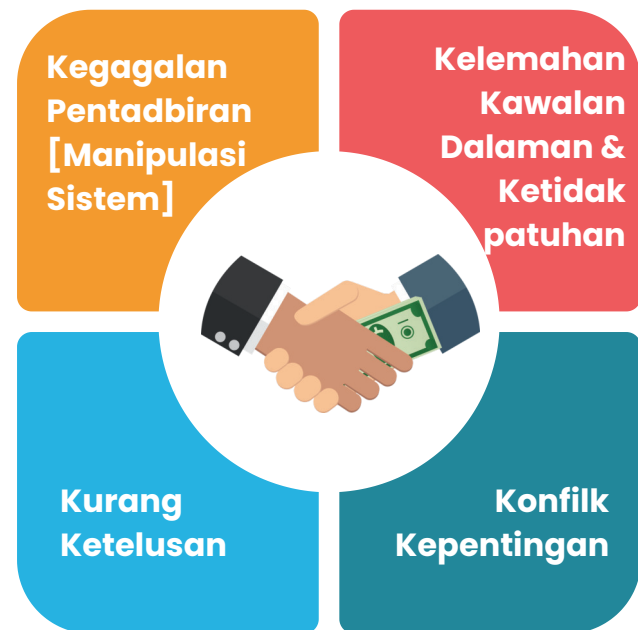 Kegagalan
Pentadbiran
[Manipulasi
Sistem]
Kelemahan
Kawalan
Dalaman &
Ketidak
patuhan
Kurang
Ketelusan
Konfilk
Kepentingan